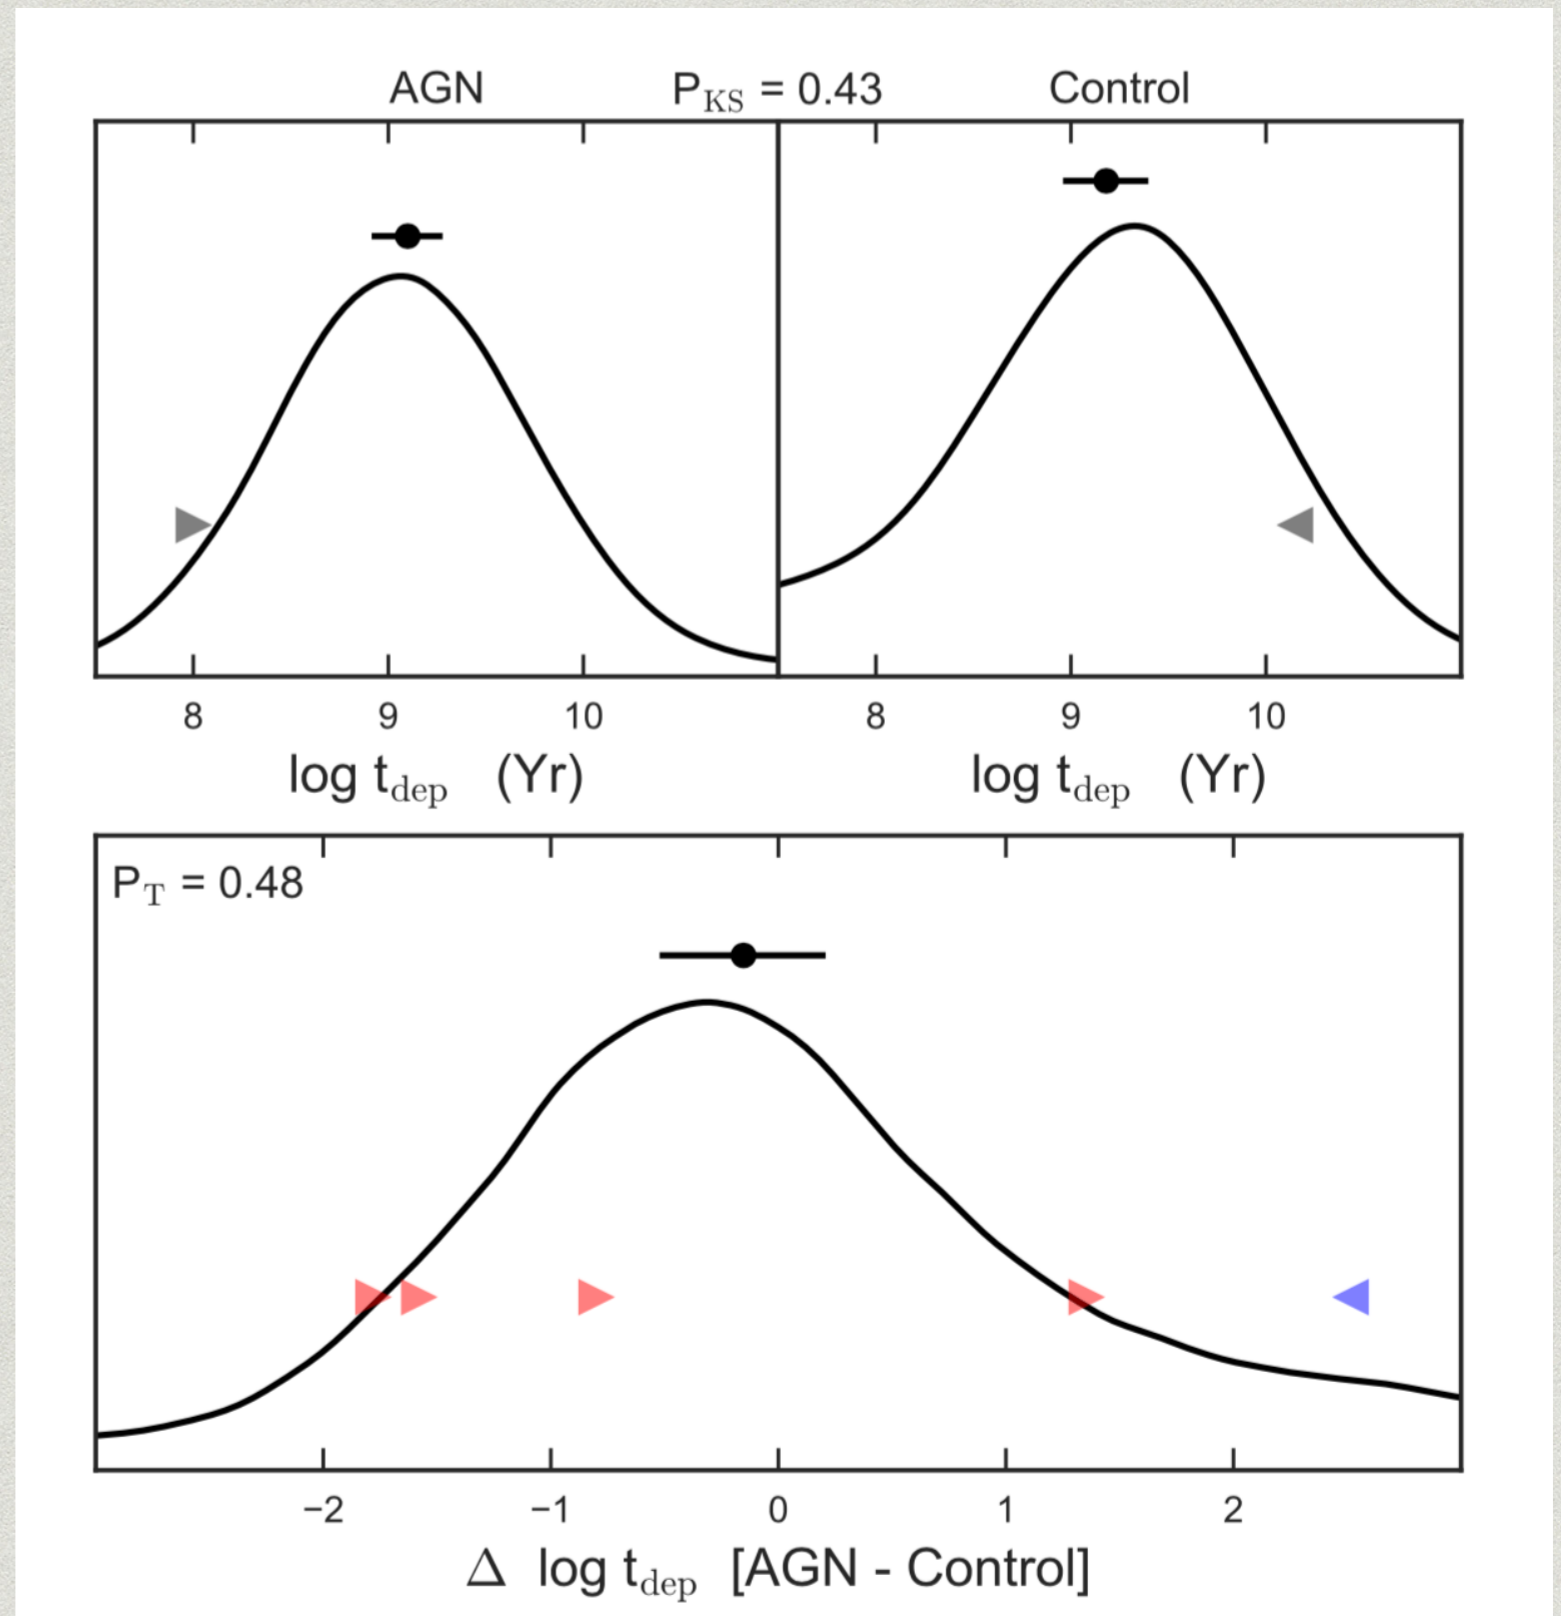 AGN P_KS = 0.43 Control
8 9 10 8 9 10
log t_dep (Yr) log t_dep (Yr)
P_T = 0.48
−2 −1 0 1 2
Δ log t_dep [AGN - Control]